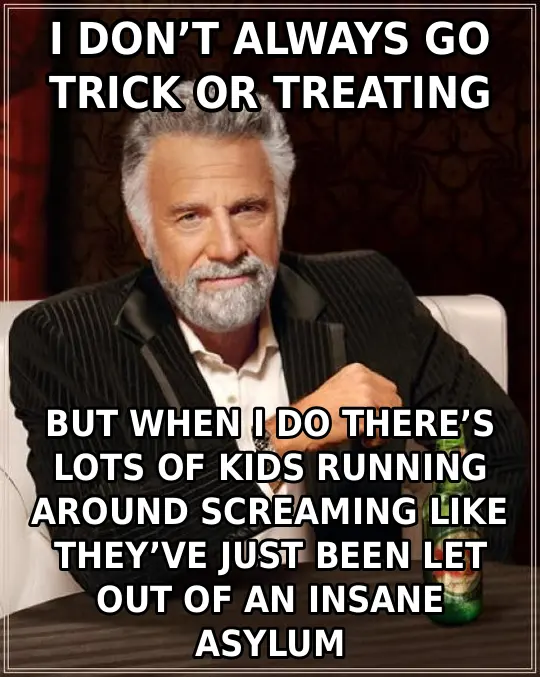 I DON’T ALWAYS GO
TRICK OR TREATING
BUT WHEN I DO THERE’S
LOTS OF KIDS RUNNING
AROUND SCREAMING LIKE
THEY’VE JUST BEEN LET
OUT OF AN INSANE
ASYLUM